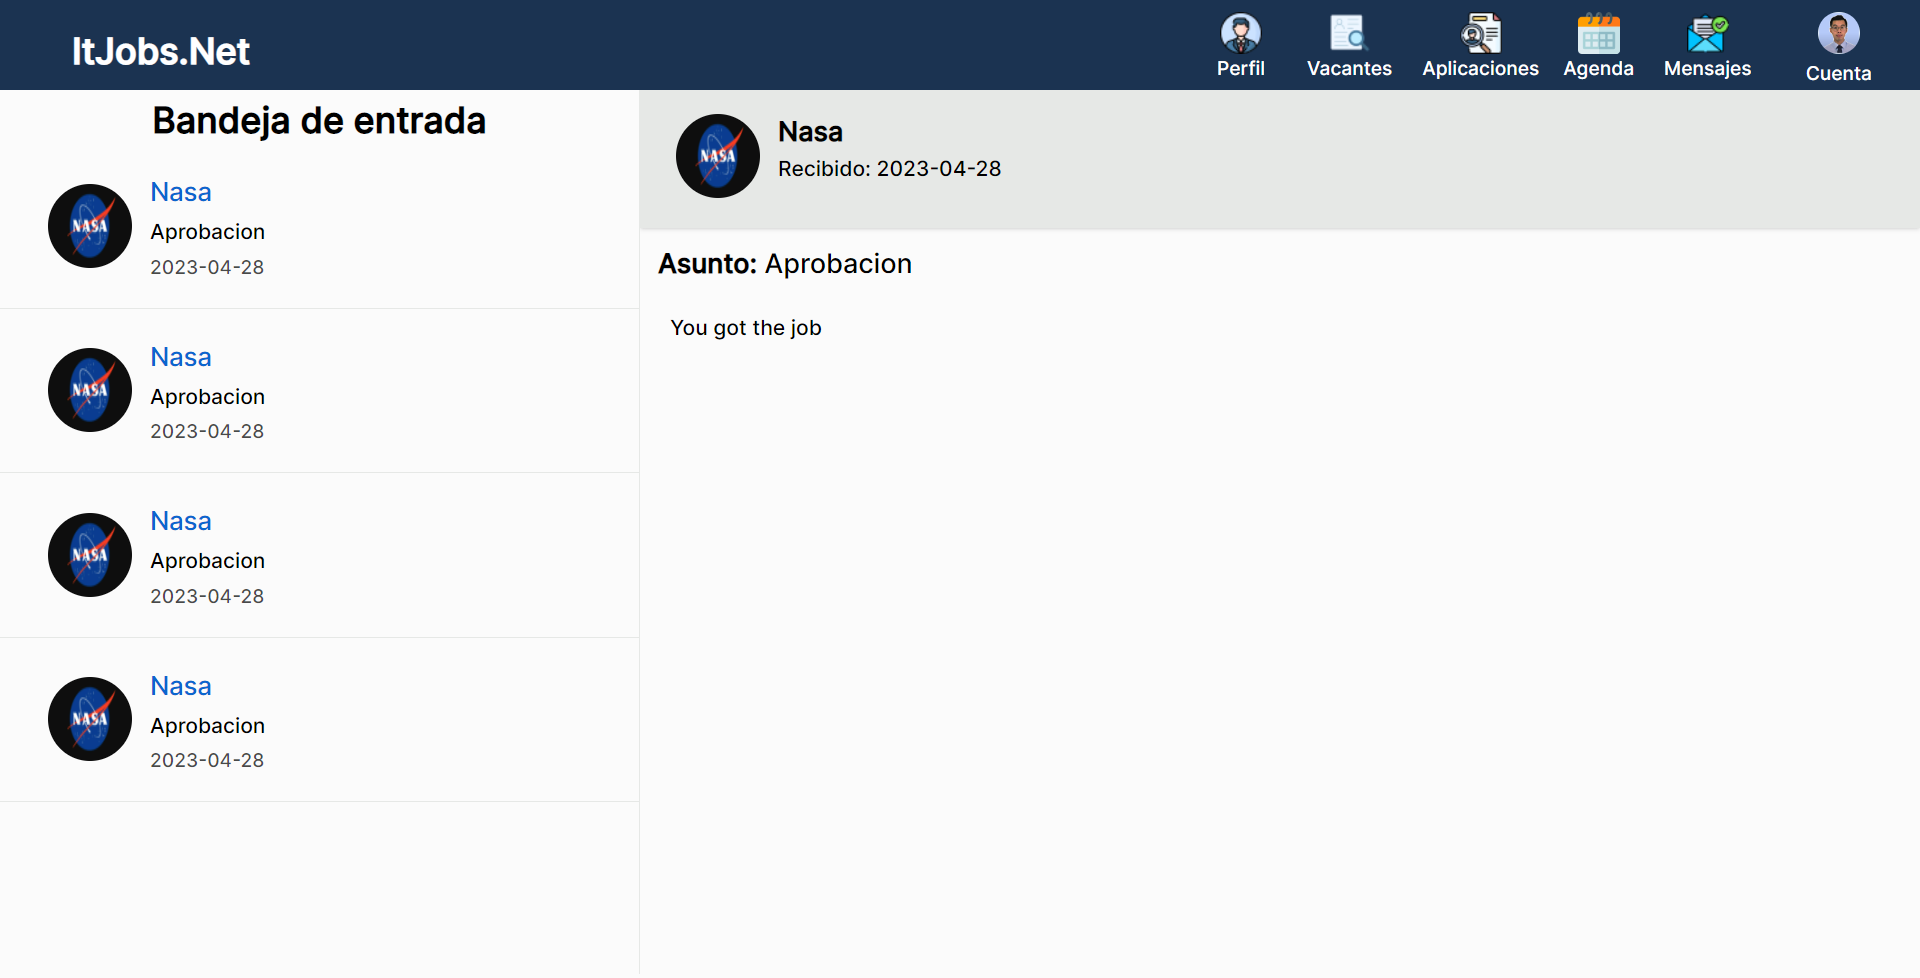 ItJobs.Net
Perfil
Vacantes
Aplicaciones
Agenda
Mensajes
Cuenta
Bandeja de entrada
NASA
Nasa
Aprobacion
2023-04-28
NASA
Nasa
Aprobacion
2023-04-28
NASA
Nasa
Aprobacion
2023-04-28
NASA
Nasa
Aprobacion
2023-04-28
NASA
Nasa
Recibido: 2023-04-28
Asunto: Aprobacion
You got the job